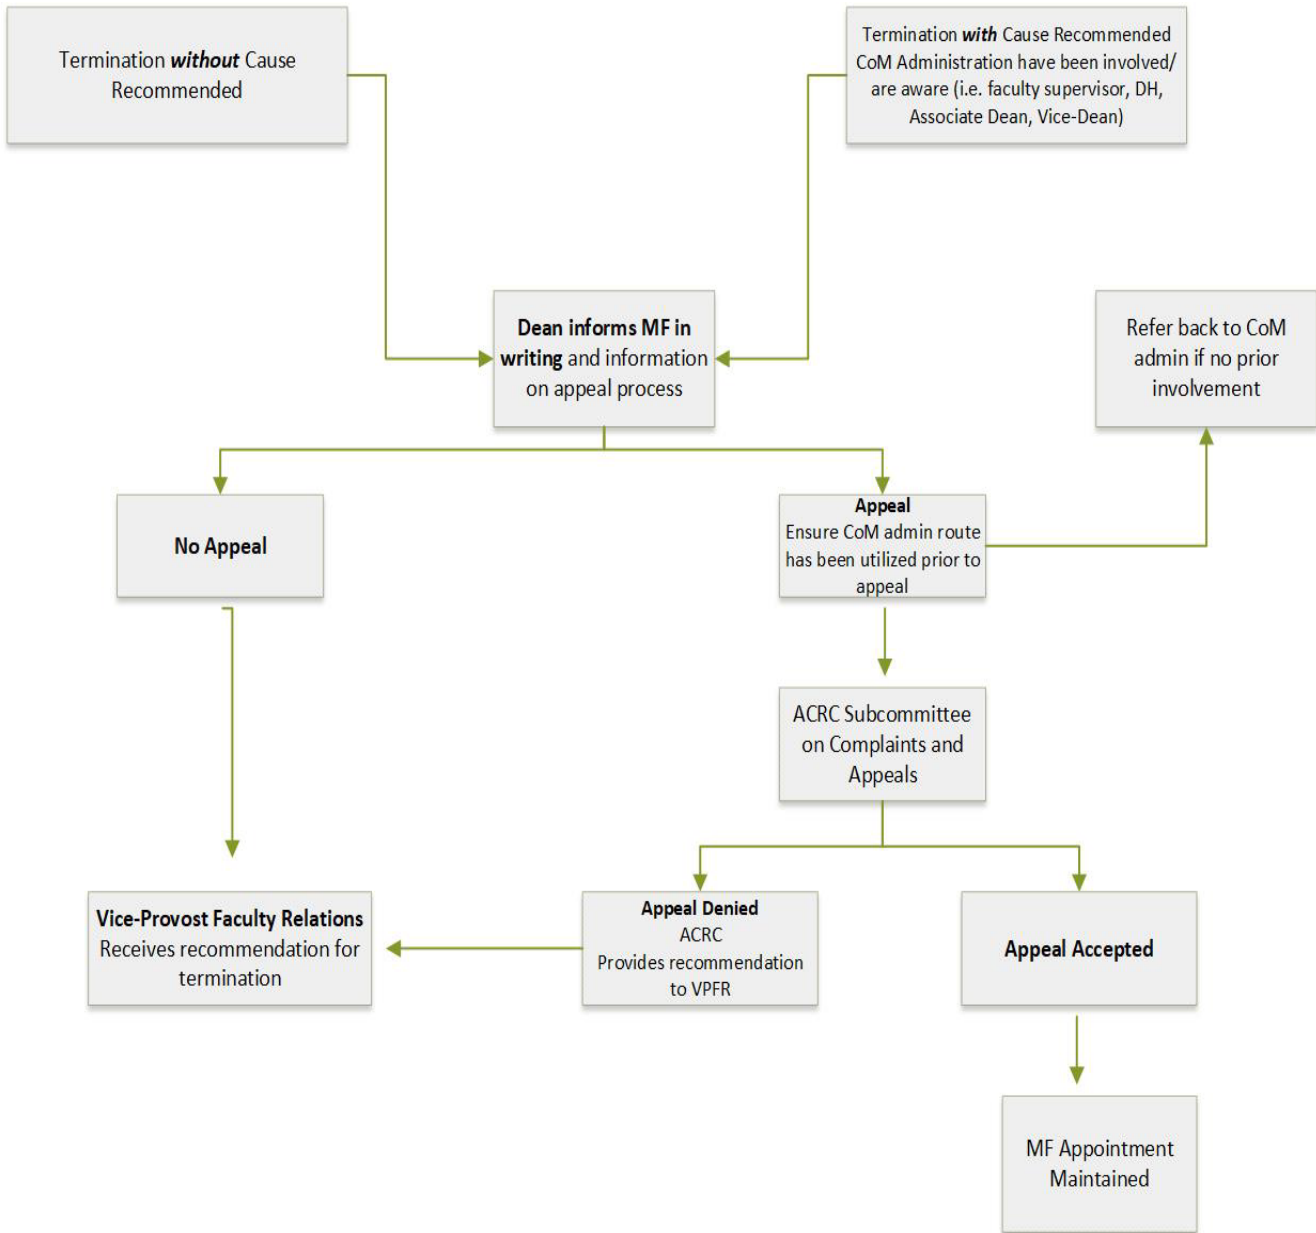 Termination without Cause
Recommended
Termination with Cause Recommended
CoM Administration have been involved/
are aware (i.e. faculty supervisor, DH,
Associate Dean, Vice-Dean)
Dean informs MF in
writing and information
on appeal process
Refer back to CoM
admin if no prior
involvement
No Appeal
Appeal
Ensure CoM admin route
has been utilized prior to
appeal
ACRC Subcommittee
on Complaints and
Appeals
Vice-Provost Faculty Relations
Receives recommendation for
termination
Appeal Denied
ACRC
Provides recommendation
to VPFR
Appeal Accepted
MF Appointment
Maintained